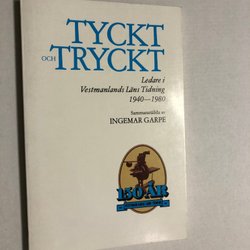 TYCKT
OCH
TRYCKT
Ledare i
Vestmanlands Läns Tidning
1940—1980
Sammanställda av
INGEMAR GARPE
150 ÅR